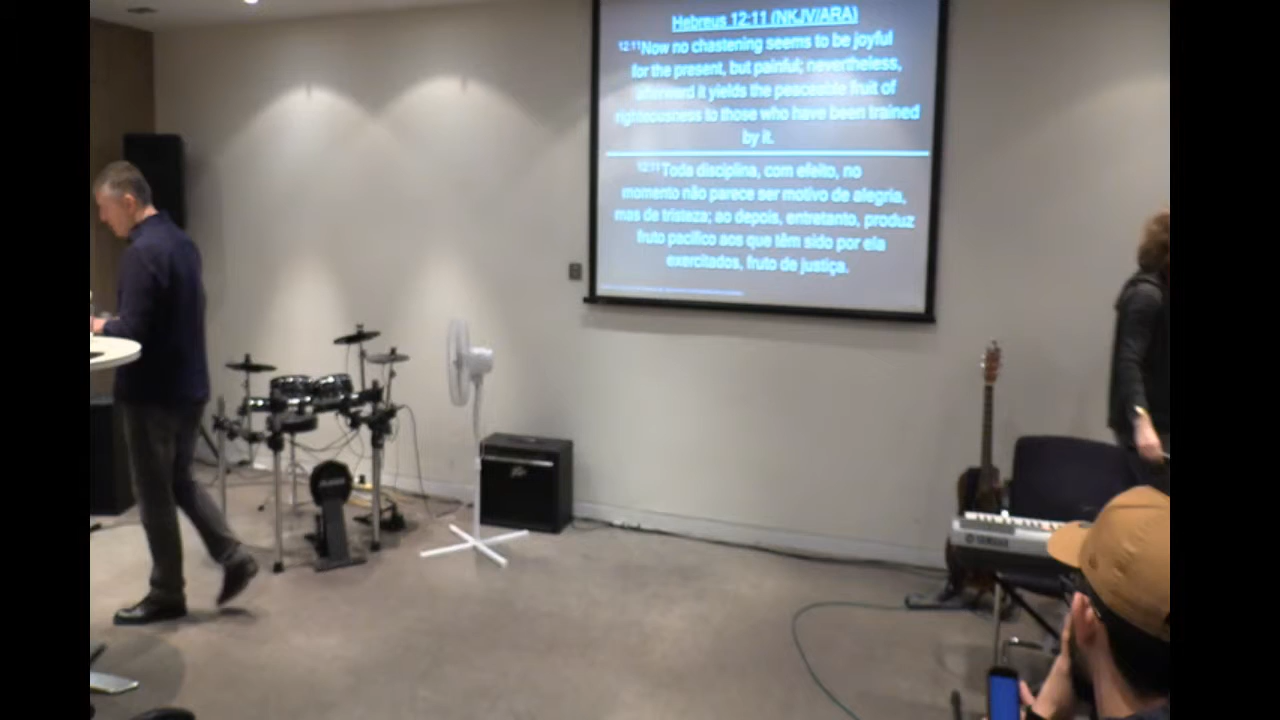 Hebreus 12:11 (NKJV/ARA)
12:11 Now no chastening seems to be joyful
for the present, but painful; nevertheless,
afterward it yields the peaceable fruit of
righteousness to those who have been trained
by it.
12:11 Toda disciplina, com efeito, no
momento não parece ser motivo de alegria,
mas de tristeza; ao depois, entretanto, produz
fruto pacífico aos que têm sido por ela
exercitados, fruto de justiça.
YAMAHA